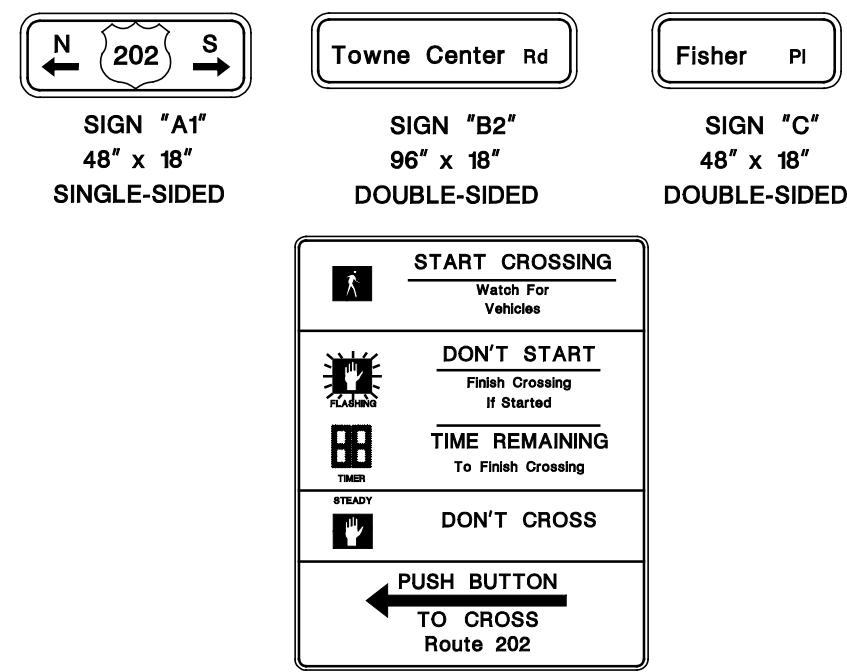 N 202 S
SIGN "A1"
48" x 18"
SINGLE-SIDED
Towne Center Rd
SIGN "B2"
96" x 18"
DOUBLE-SIDED
Fisher Pl
SIGN "C"
48" x 18"
DOUBLE-SIDED
START CROSSING
Watch For
Vehicles
DON'T START
Finish Crossing
If Started
FLASHING
TIME REMAINING
To Finish Crossing
TIMER
STEADY
DON'T CROSS
PUSH BUTTON
TO CROSS
Route 202